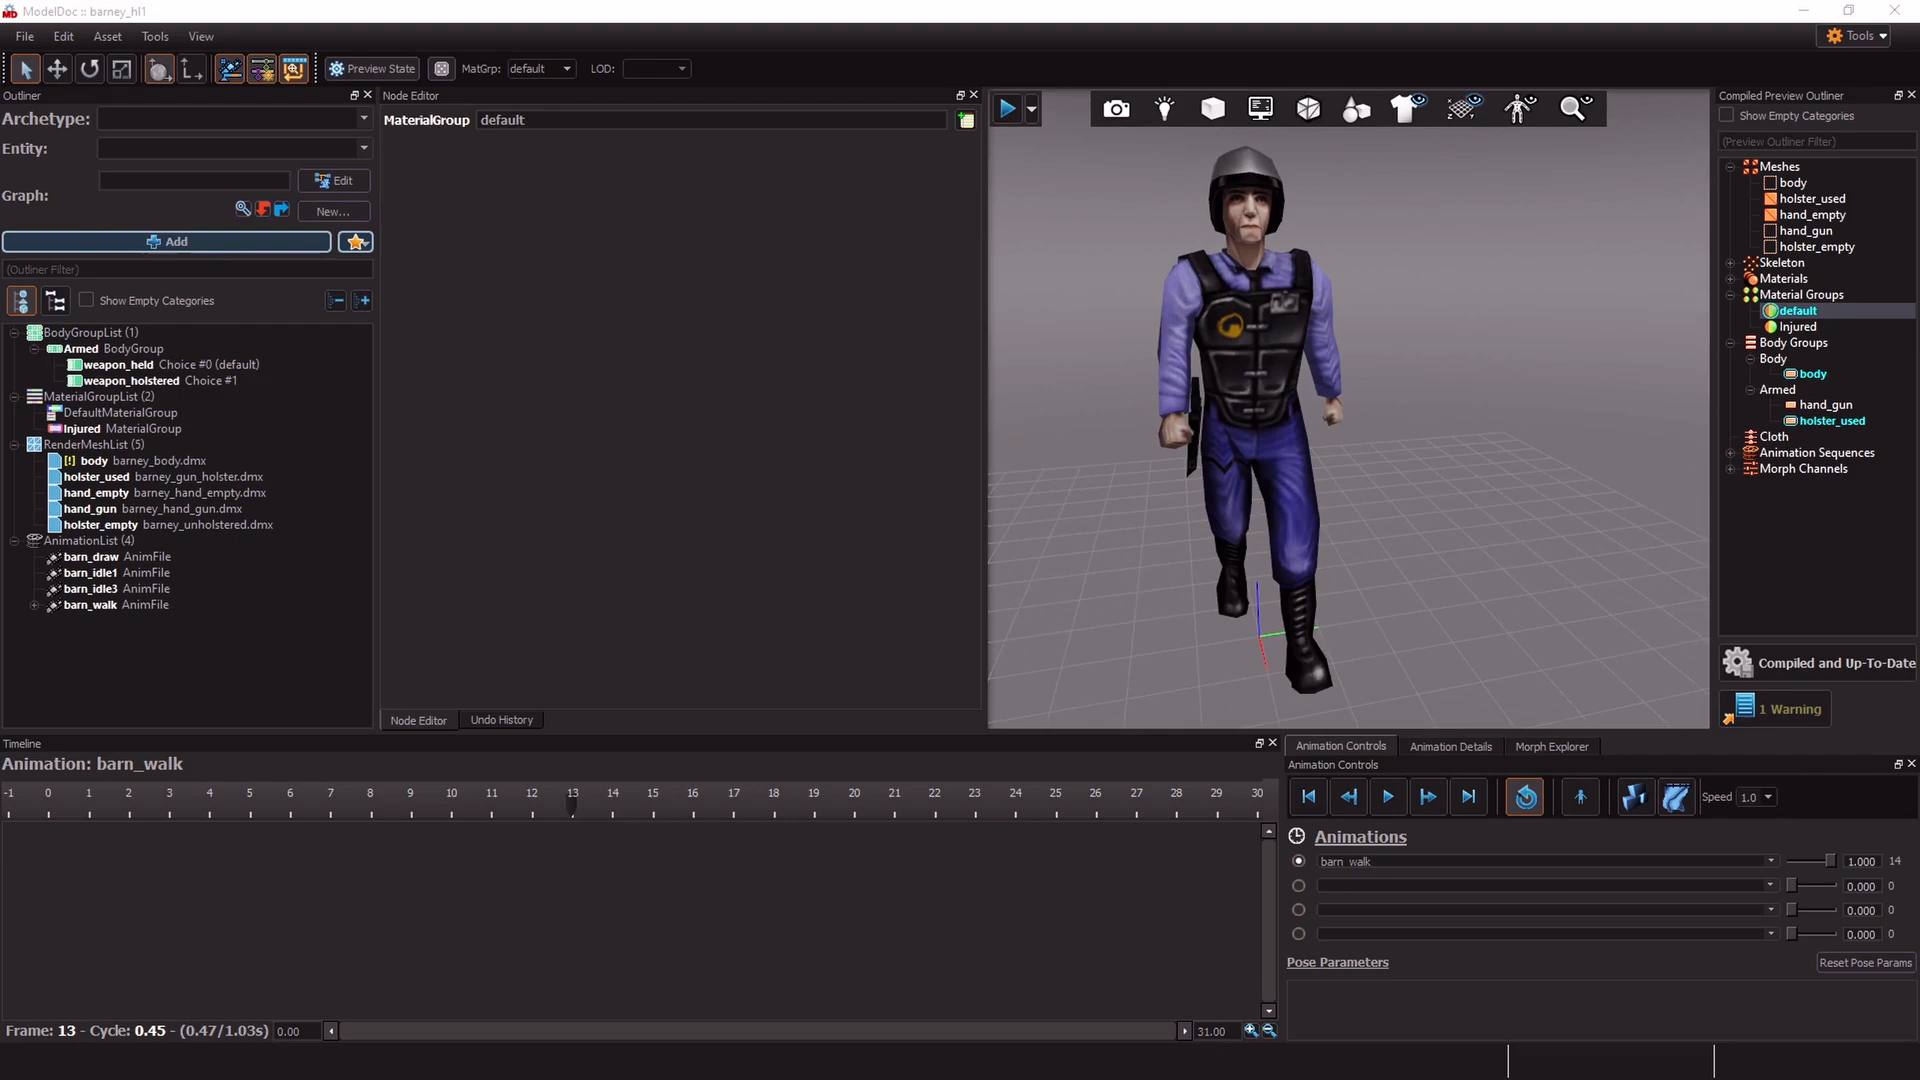 ModelDoc :: barney_hl1
File Edit Asset Tools View
Tools
Preview State MatGrp: default LOD:
Outliner
Archetype:
Entity:
Graph:
Edit
New...
Add
(Outliner Filter)
Show Empty Categories
BodyGroupList (1)
Armed BodyGroup
weapon_held Choice #0 (default)
weapon_holstered Choice #1
MaterialGroupList (2)
DefaultMaterialGroup
Injured MaterialGroup
RenderMeshList (5)
[!] body barney_body.dmx
holster_used barney_gun_holster.dmx
hand_empty barney_hand_empty.dmx
hand_gun barney_hand_gun.dmx
holster_empty barney_unholstered.dmx
AnimationList (4)
barn_draw AnimFile
barn_idle1 AnimFile
barn_idle3 AnimFile
barn_walk AnimFile
Node Editor
MaterialGroup default
Node Editor Undo History
Compiled Preview Outliner
Show Empty Categories
(Preview Outliner Filter)
Meshes
body
holster_used
hand_empty
hand_gun
holster_empty
Skeleton
Materials
Material Groups
default
Injured
Body Groups
Body
body
Armed
hand_gun
holster_used
Cloth
Animation Sequences
Morph Channels
Compiled and Up-To-Date
1 Warning
Timeline
Animation: barn_walk
-1 0 1 2 3 4 5 6 7 8 9 10 11 12 13 14 15 16 17 18 19 20 21 22 23 24 25 26 27 28 29 30
Frame: 13 - Cycle: 0.45 - (0.47/1.03s) 0.00 31.00
Animation Controls Animation Details Morph Explorer
Animation Controls
Speed 1.0
Animations
barn_walk 1.000 14
0.000 0
0.000 0
0.000 0
Pose Parameters
Reset Pose Params